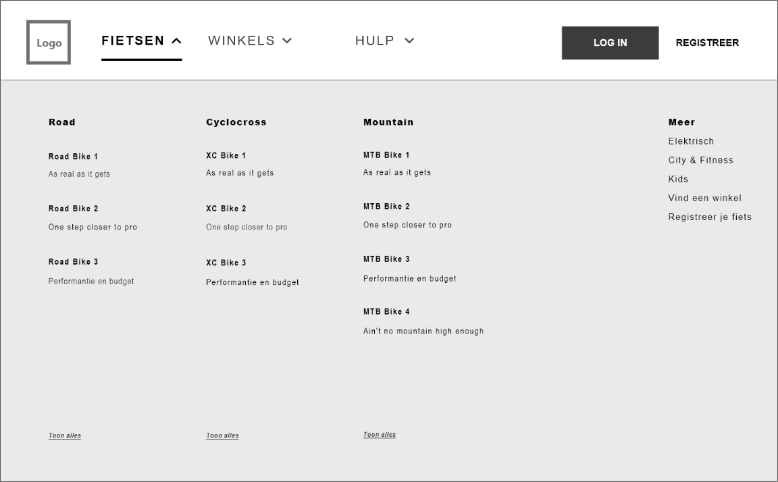 Logo
FIETSEN
WINKELS
HULP
LOG IN
REGISTREER
Road
Road Bike 1
As real as it gets
Road Bike 2
One step closer to pro
Road Bike 3
Performantie en budget
Toon alles
Cyclocross
XC Bike 1
As real as it gets
XC Bike 2
One step closer to pro
XC Bike 3
Performantie en budget
Toon alles
Mountain
MTB Bike 1
As real as it gets
MTB Bike 2
One step closer to pro
MTB Bike 3
Performantie en budget
MTB Bike 4
Ain't no mountain high enough
Toon alles
Meer
Elektrisch
City & Fitness
Kids
Vind een winkel
Registreer je fiets